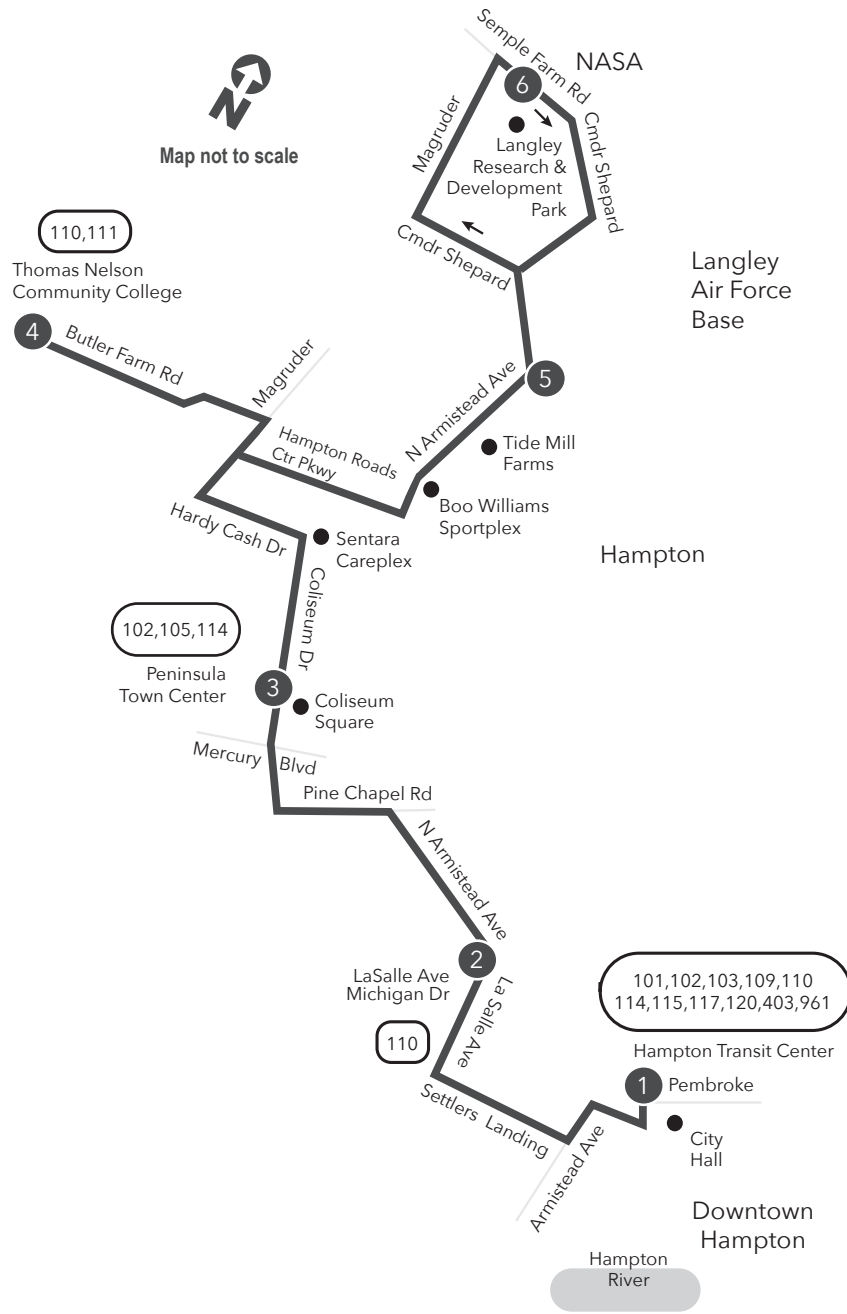 Semple Farm Rd
NASA
6
N
Map not to scale
Magruder
Langley
Research &
Development
Park
Cmdr Shepard
Cmdr Shepard
110,111
Thomas Nelson
Community College
4
Butler Farm Rd
Langley
Air Force
Base
Magruder
5
N Armistead Ave
Hampton Roads
Ctr Pkwy
Tide Mill
Farms
Boo Williams
Sportplex
Hardy Cash Dr
Sentara
Careplex
Hampton
Coliseum Dr
102,105,114
Peninsula
Town Center
3
Coliseum
Square
Mercury Blvd
Pine Chapel Rd
N Armistead Ave
2
LaSalle Ave
Michigan Dr
La Salle Ave
110
101,102,103,109,110
114,115,117,120,403,961
Hampton Transit Center
1
Pembroke
Settlers Landing
Armistead Ave
City
Hall
Downtown
Hampton
Hampton
River